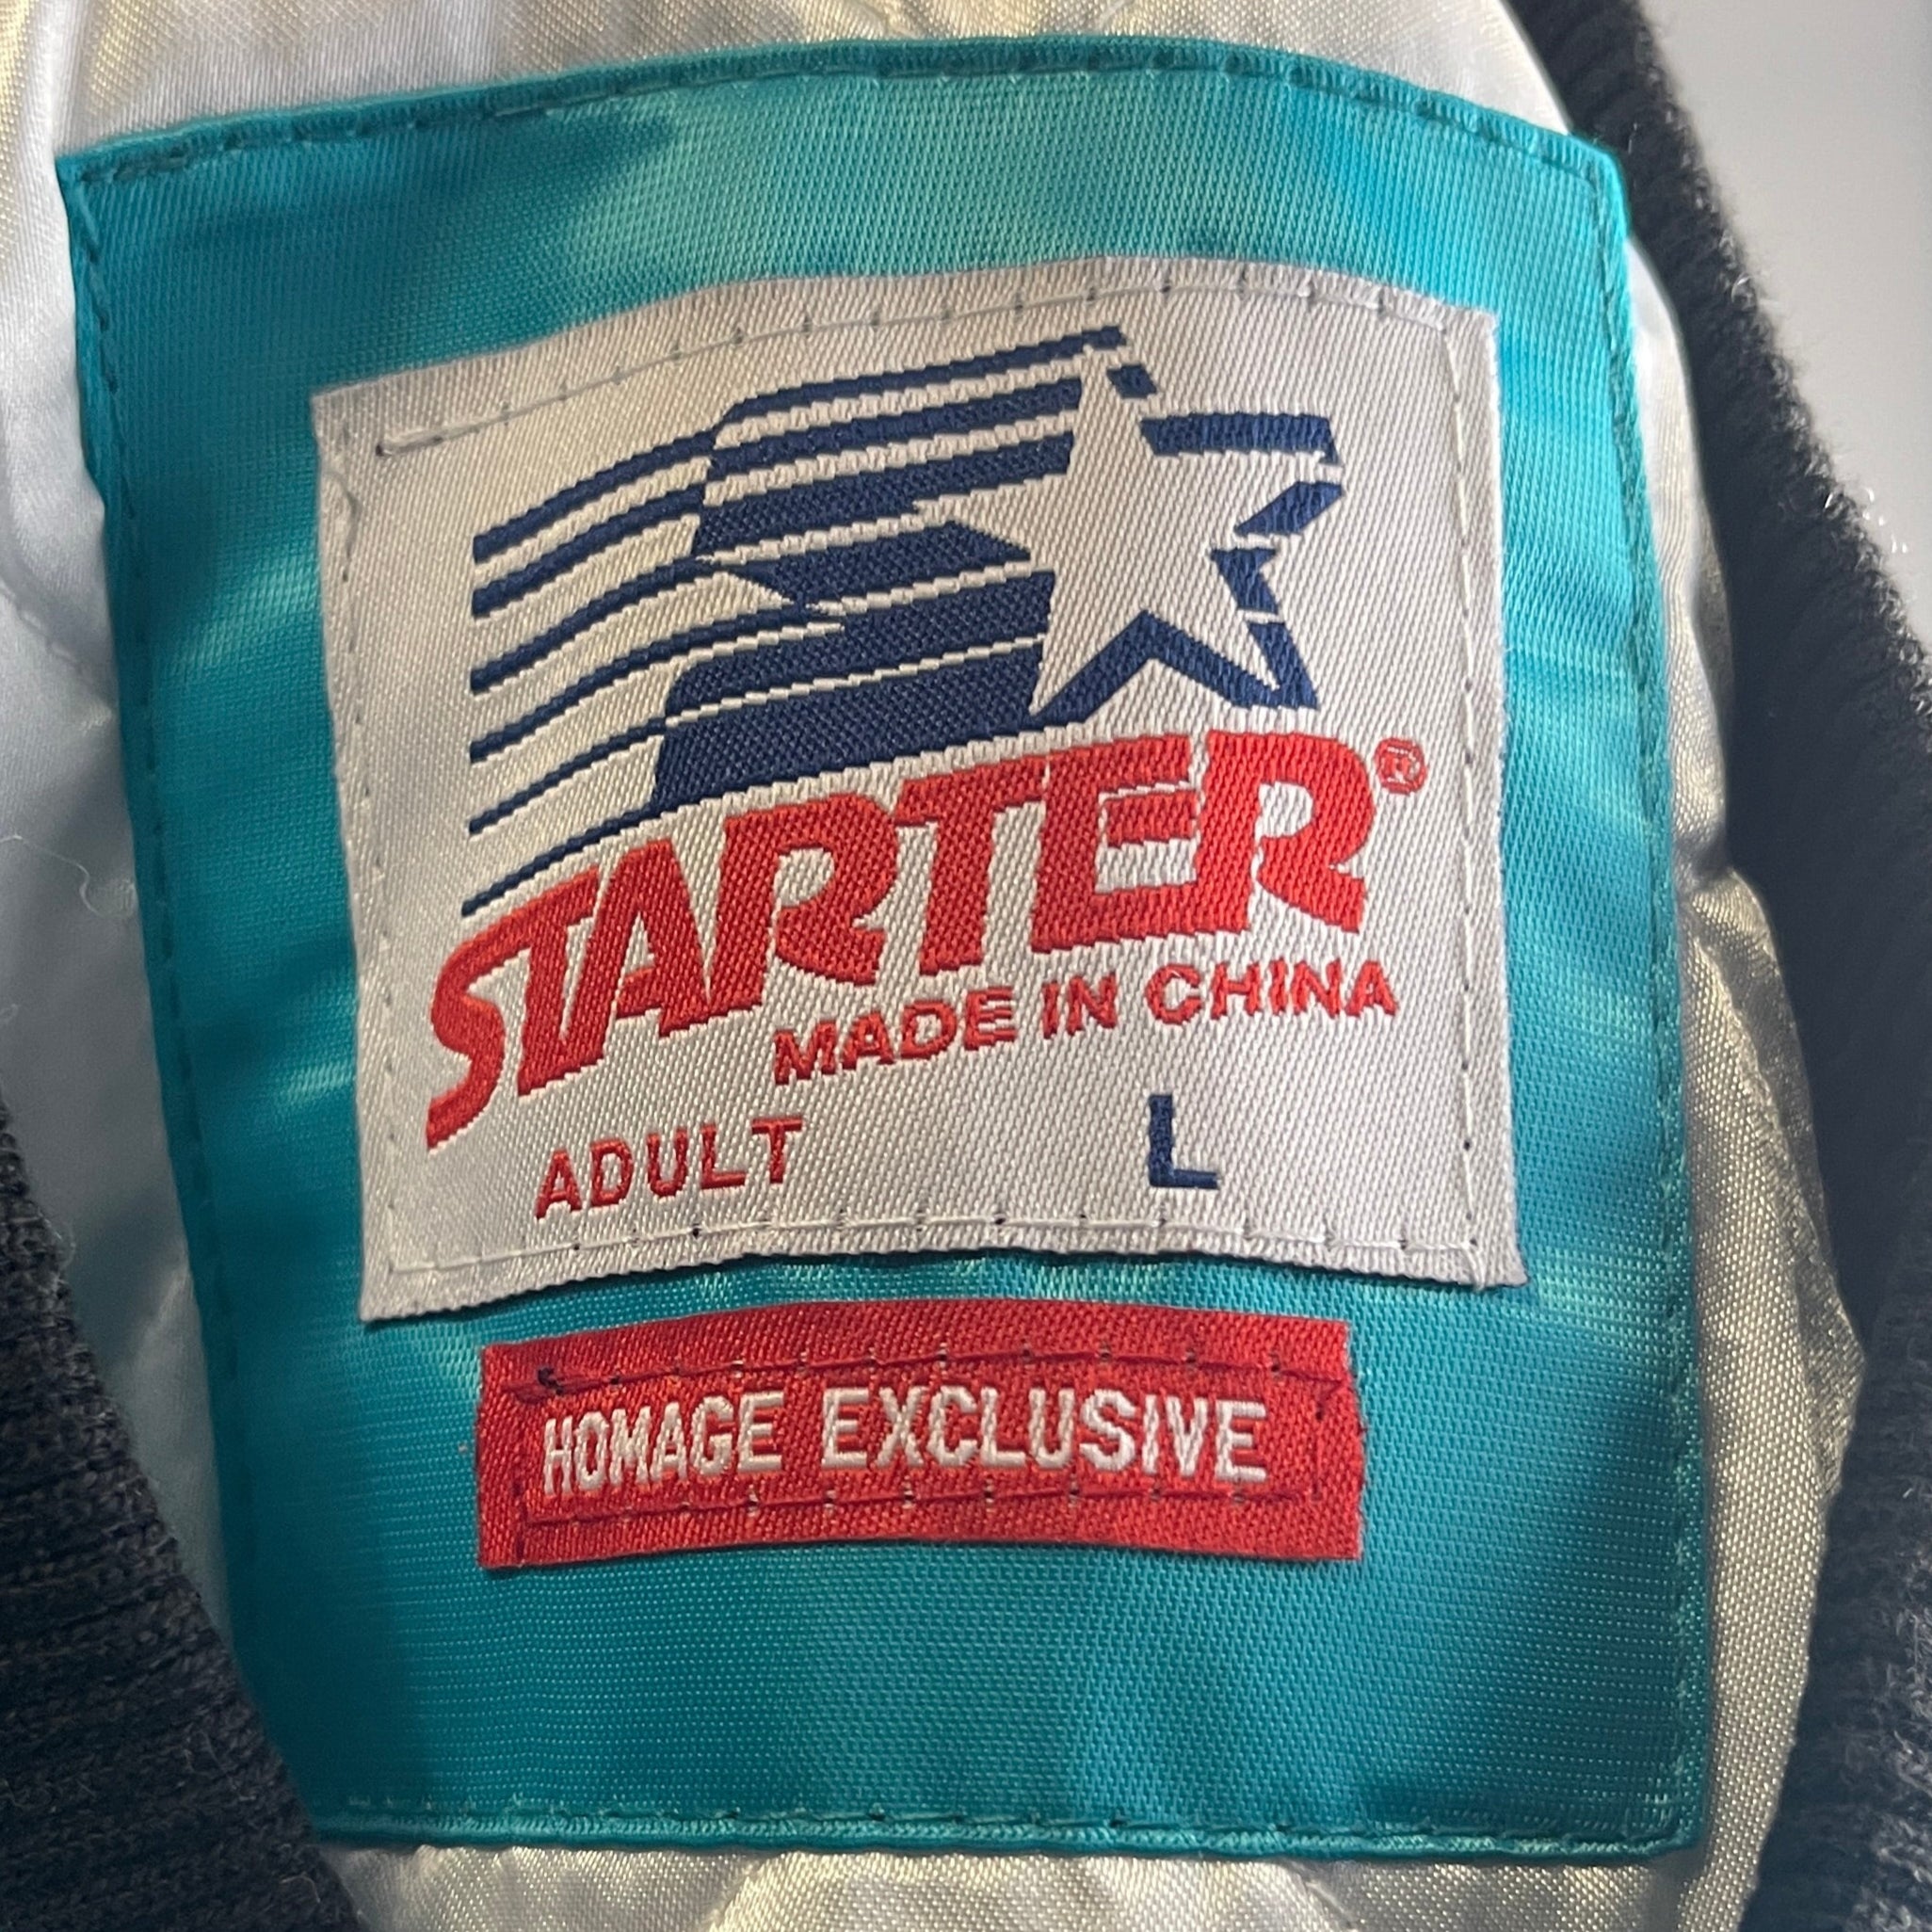 STARTER®
MADE IN CHINA
ADULT L
HOMAGE EXCLUSIVE